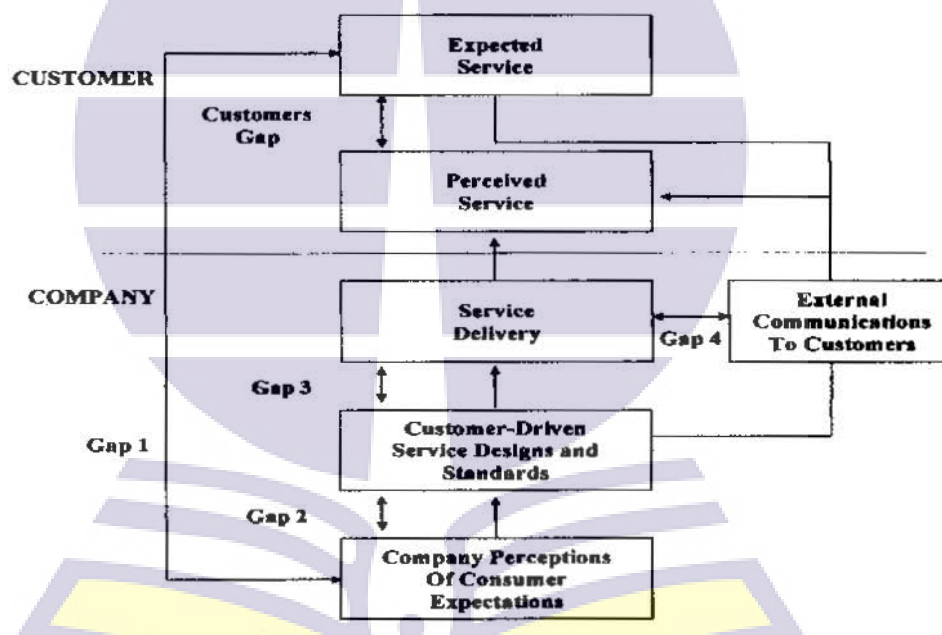 Expected
Service
CUSTOMER
Customers
Gap
Perceived
Service
COMPANY
Service
Delivery
External
Communications
To Customers
Gap 4
Gap 3
Customer-Driven
Service Designs and
Standards
Gap 1
Gap 2
Company Perceptions
Of Consumer
Expectations